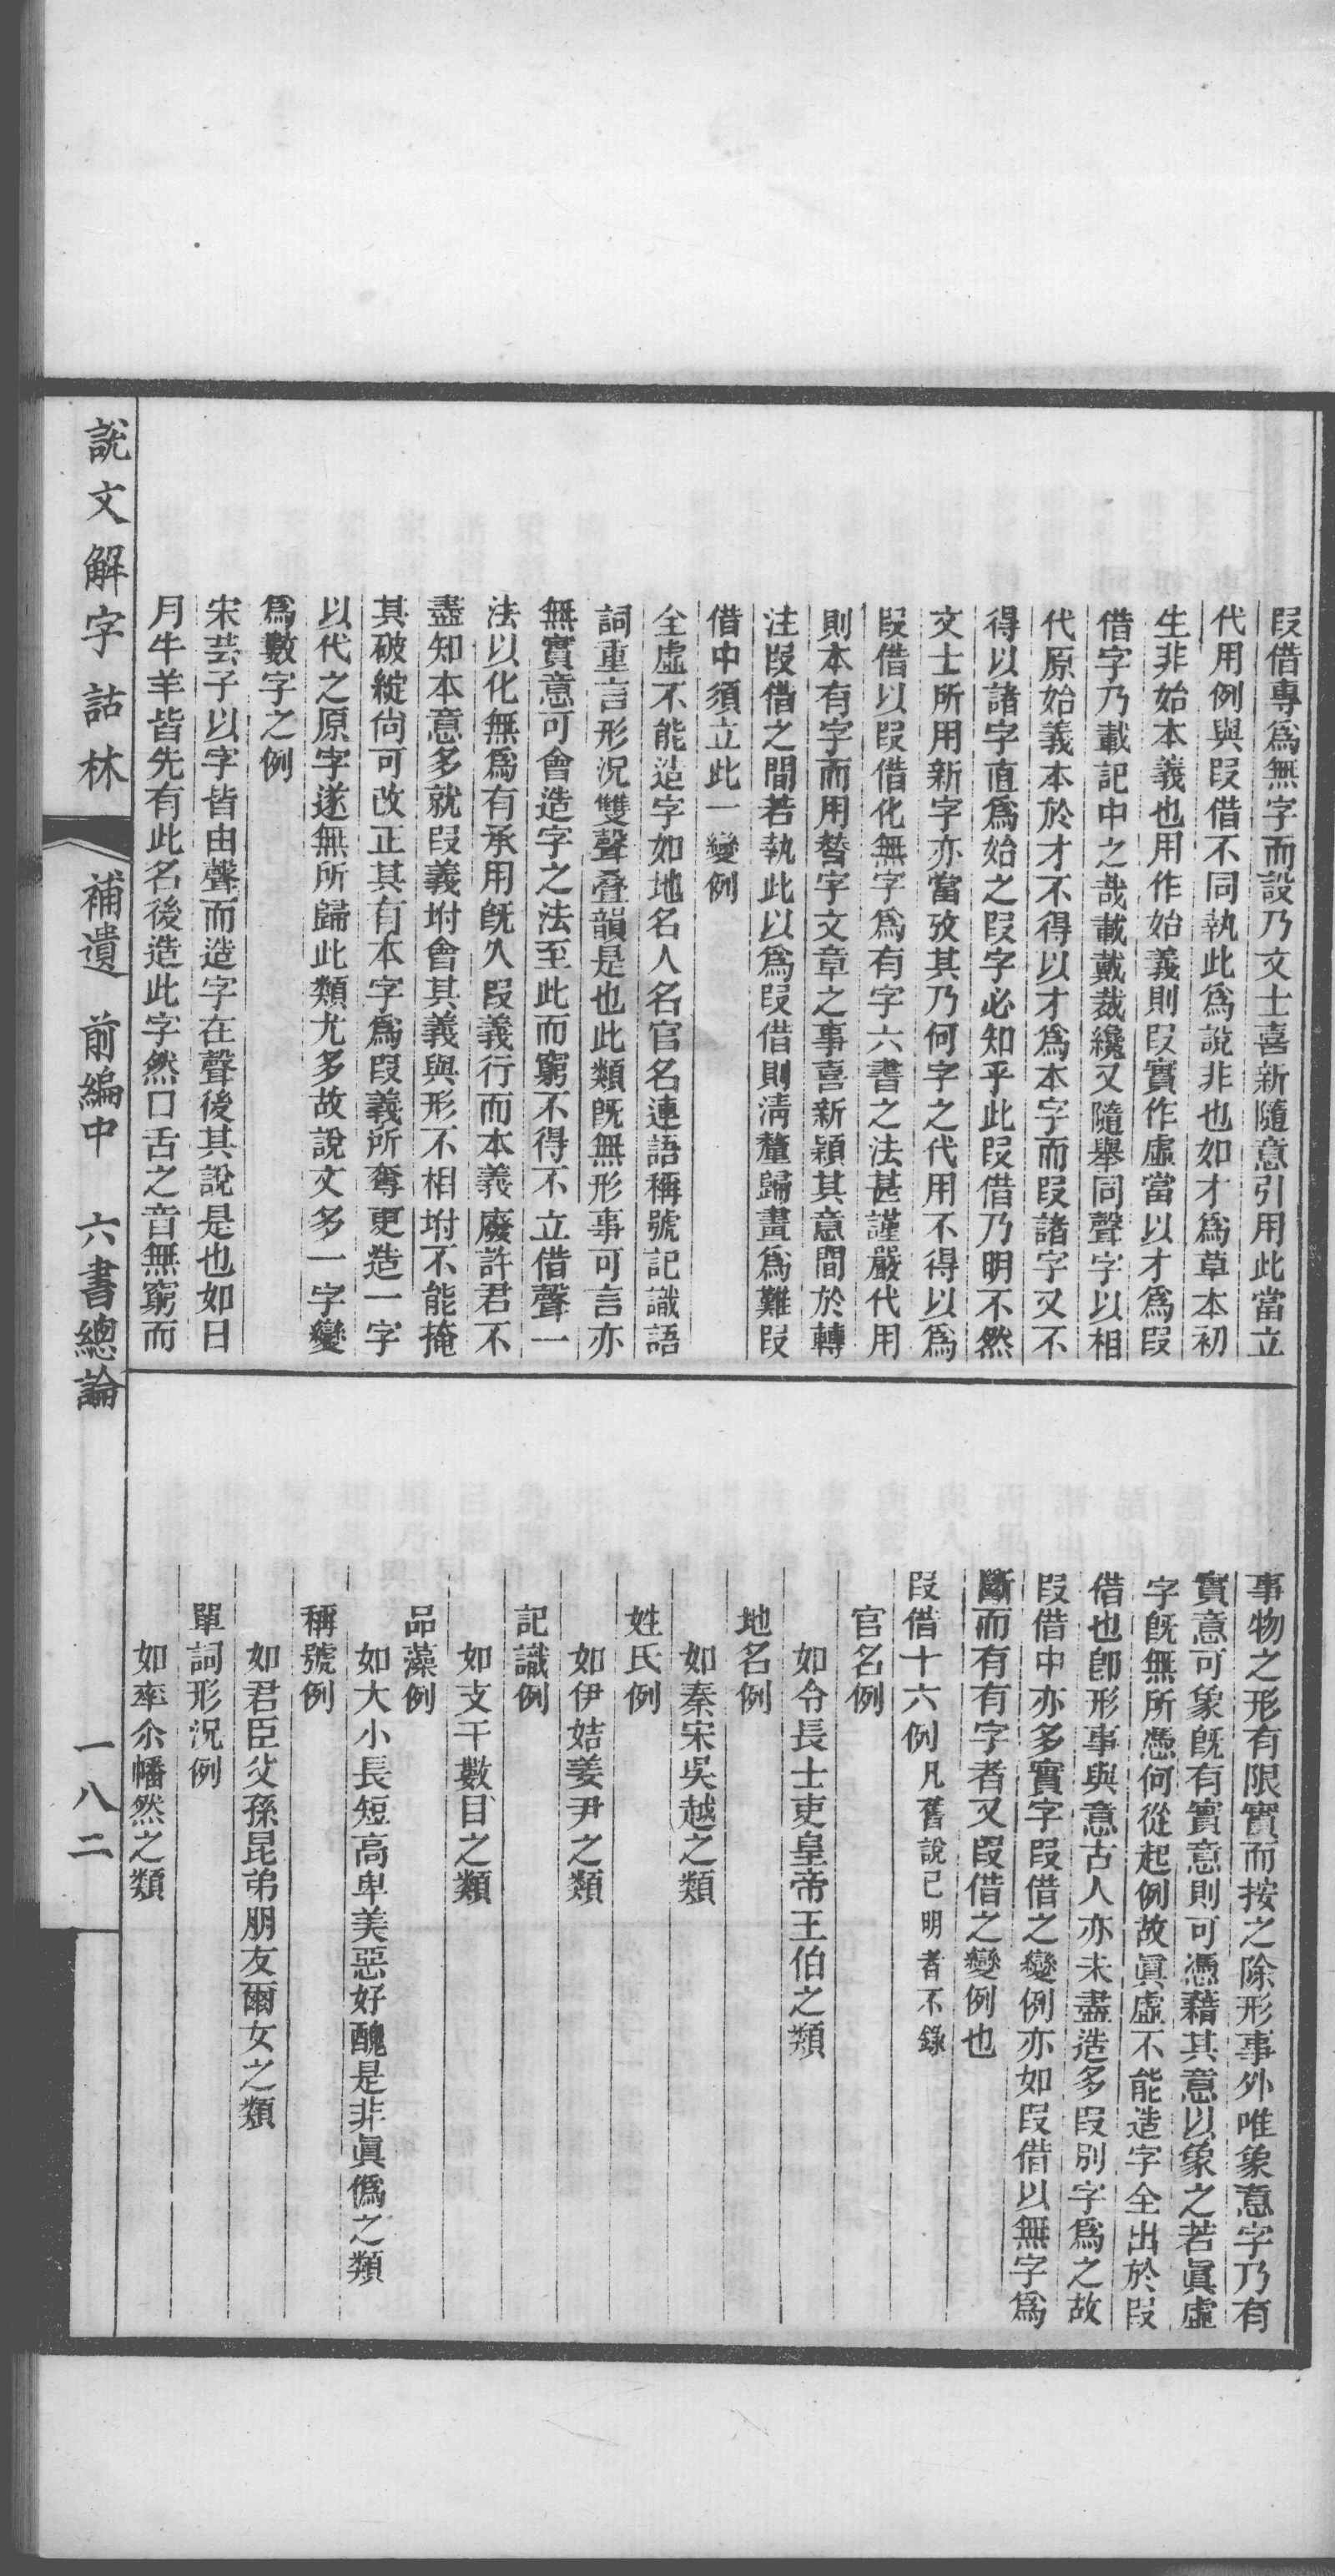 叚借專爲無字而設乃文士喜新隨意引用此當立
代用例與叚借不同執此爲說非也如才爲草本初
生非始本義也用作始義則叚實作虛當以才爲叚
借字乃載記中之哉載戴裁纔又隨舉同聲字以相
代原始義本於才不得以才爲本字而叚諸字又不
得以諸字直爲始之叚字必知乎此叚借乃明不然
文士所用新字亦當攷其乃何字之代用不得以爲
叚借以叚借化無字爲有字六書之法甚謹嚴代用
則本有字而用替字文章之事喜新穎其意間於轉
注叚借之間若執此以爲叚借則淸釐歸畫爲難叚
借中須立此一變例
全虛不能造字如地名人名官名連語稱號記識語
詞重言形況雙聲叠韻是也此類旣無形事可言亦
無實意可會造字之法至此而窮不得不立借聲一
法以化無爲有承用旣久叚義行而本義廢許君不
盡知本意多就叚義坿會其義與形不相坿不能掩
其破綻尙可改正其有本字爲叚義所奪更造一字
以代之原字遂無所歸此類尤多故說文多一字變
爲數字之例
宋芸子以字皆由聲而造字在聲後其說是也如日
月牛羊皆先有此名後造此字然口舌之音無窮而
事物之形有限實而按之除形事外唯象意字乃有
實意可象旣有實意則可憑藉其意以象之若眞虛
字旣無所憑何從起例故眞虛不能造字全出於叚
借也卽形事與意古人亦未盡造多叚別字爲之故
叚借中亦多實字叚借之變例亦如叚借以無字爲
斷而有有字者又叚借之變例也
叚借十六例凡舊說已明者不錄
官名例
如令長士吏皇帝王伯之類
地名例
如秦宋吳越之類
姓氏例
如伊姞姜尹之類
記識例
如支干數目之類
品藻例
如大小長短高卑美惡好醜是非眞僞之類
稱號例
如君臣父孫昆弟朋友爾女之類
單詞形況例
如率尒幡然之類
說文解字詁林 補遺 前編中 六書總論 一八二